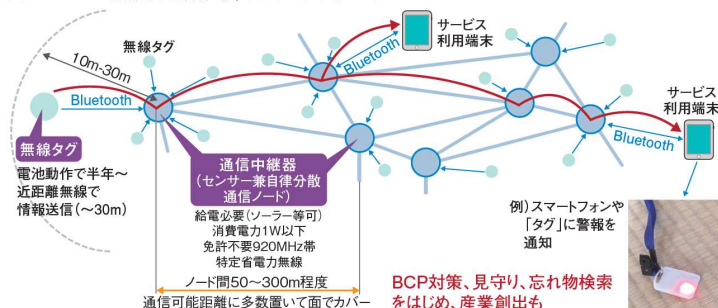 無線タグ
10m-30m
Bluetooth
無線タグ
電池動作で半年～
近距離無線で
情報送信（～30m）
Bluetooth
サービス
利用端末
通信中継器
（センサー兼自律分散
通信ノード）
給電必要（ソーラー等可）
消費電力1W以下
免許不要920MHz帯
特定省電力無線
ノード間50～300m程度
通信可能距離に多数置いて面でカバー
サービス
利用端末
Bluetooth
例）スマートフォンや
「タグ」に警報を
通知
BCP対策、見守り、忘れ物検索
をはじめ、産業創出も